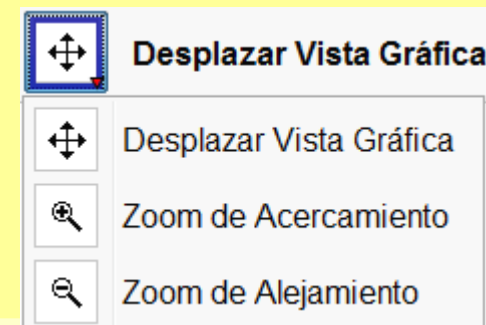 Desplazar Vista Gráfica
Desplazar Vista Gráfica
Zoom de Acercamiento
Zoom de Alejamiento